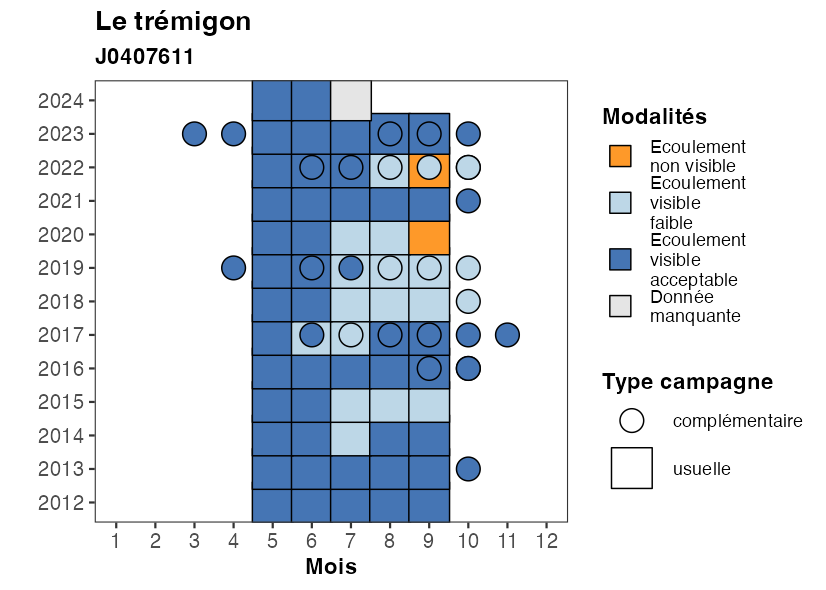 Le trémigon
J0407611
2024
2023
2022
2021
2020
2019
2018
2017
2016
2015
2014
2013
2012
1 2 3 4 5 6 7 8 9 10 11 12
Mois
Modalités
Ecoulement
non visible
Ecoulement
visible
faible
Ecoulement
visible
acceptable
Donnée
manquante
Type campagne
complémentaire
usuelle